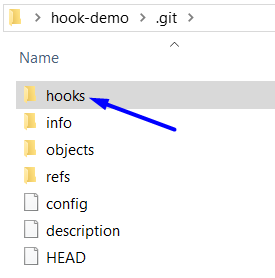 hook-demo > .git >
Name
hooks
info
objects
refs
config
description
HEAD